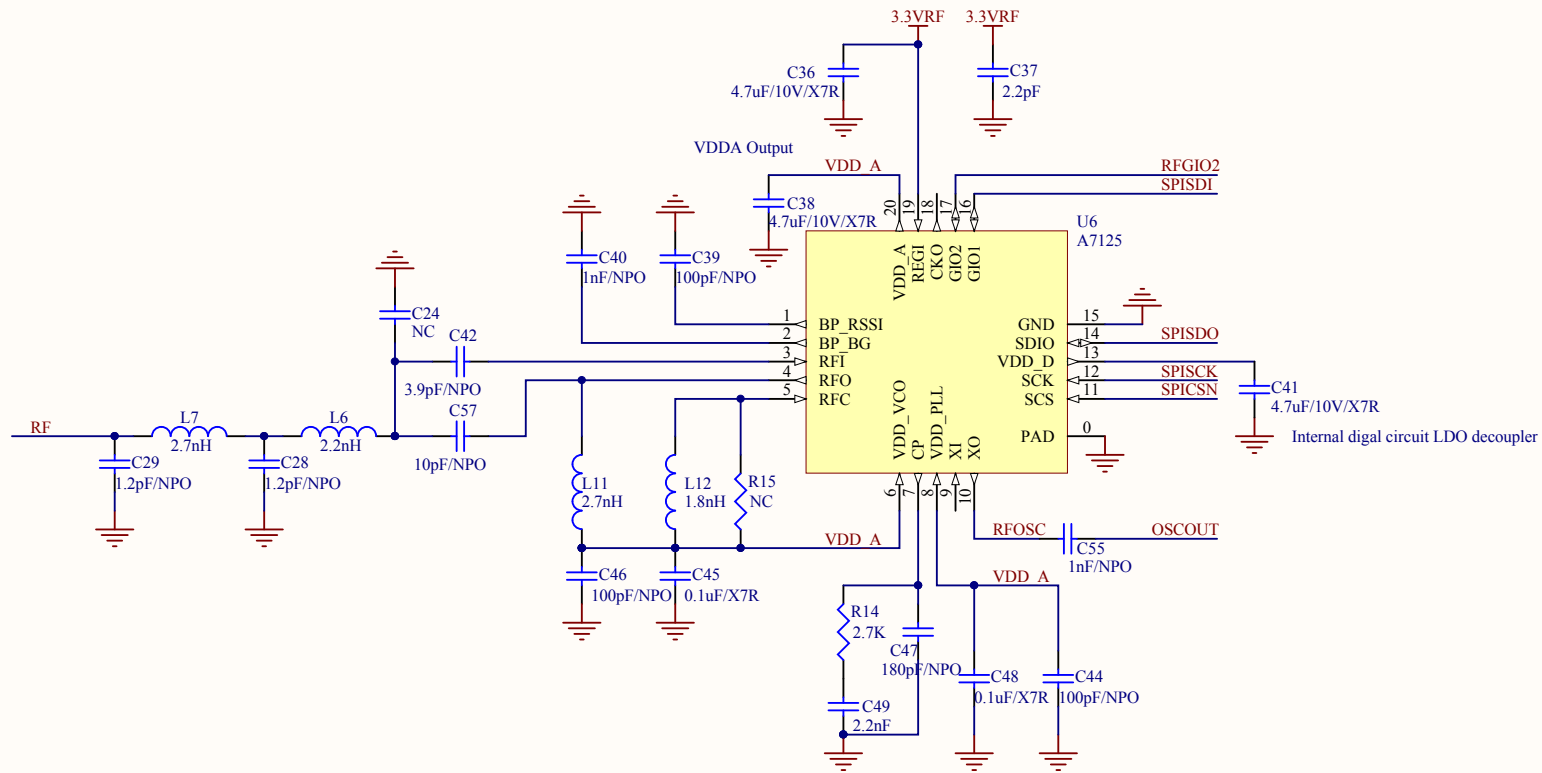 3.3VRF
3.3VRF
C36
4.7uF/10V/X7R
C37
2.2pF
VDDA Output
VDD_A
RFGIO2
SPISDI
C38
4.7uF/10V/X7R
20
19
18
17
16
U6
A7125
C40
1nF/NPO
C39
100pF/NPO
VDD_A
REGI
CKO
GIO2
GIO1
C24
NC
C42
3.9pF/NPO
1
BP_RSSI
2
BP_BG
3
RFI
4
RFO
5
RFC
GND
15
SDIO
14
SPISDO
VDD_D
13
SCK
12
SPISCK
SCS
11
SPICSN
PAD
0
C41
4.7uF/10V/X7R
Internal digal circuit LDO decoupler
RF
L7
2.7nH
L6
2.2nH
C57
10pF/NPO
C29
1.2pF/NPO
C28
1.2pF/NPO
L11
2.7nH
L12
1.8nH
R15
NC
VDD_VCO
CP
VDD_PLL
XI
XO
6
7
8
9
10
VDD_A
RFOSC
C55
1nF/NPO
OSCOUT
C46
100pF/NPO
C45
0.1uF/X7R
VDD_A
R14
2.7K
C47
180pF/NPO
C48
0.1uF/X7R
C44
100pF/NPO
C49
2.2nF